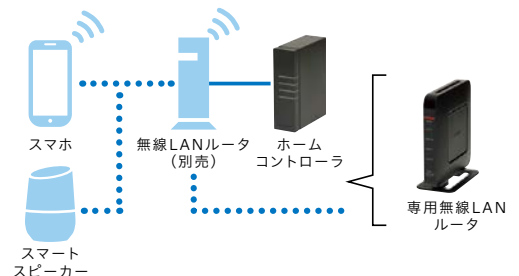 スマホ
無線LANルータ
（別売）
ホーム
コントローラ
専用無線LAN
ルータ
スマート
スピーカー